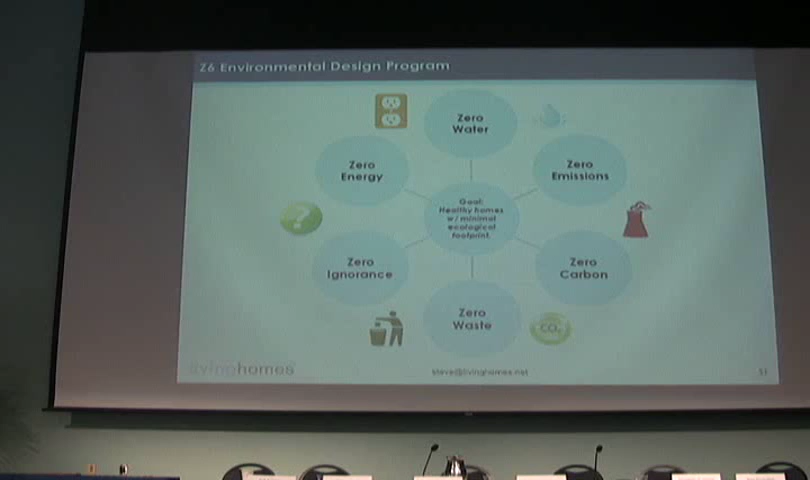 Z6 Environmental Design Program
Zero
Water
Zero
Energy
Zero
Emissions
Goal:
Healthy homes
w/ minimal
ecological
footprint.
Zero
Ignorance
Zero
Carbon
Zero
Waste
CO₂
livinghomes
steve@livinghomes.net